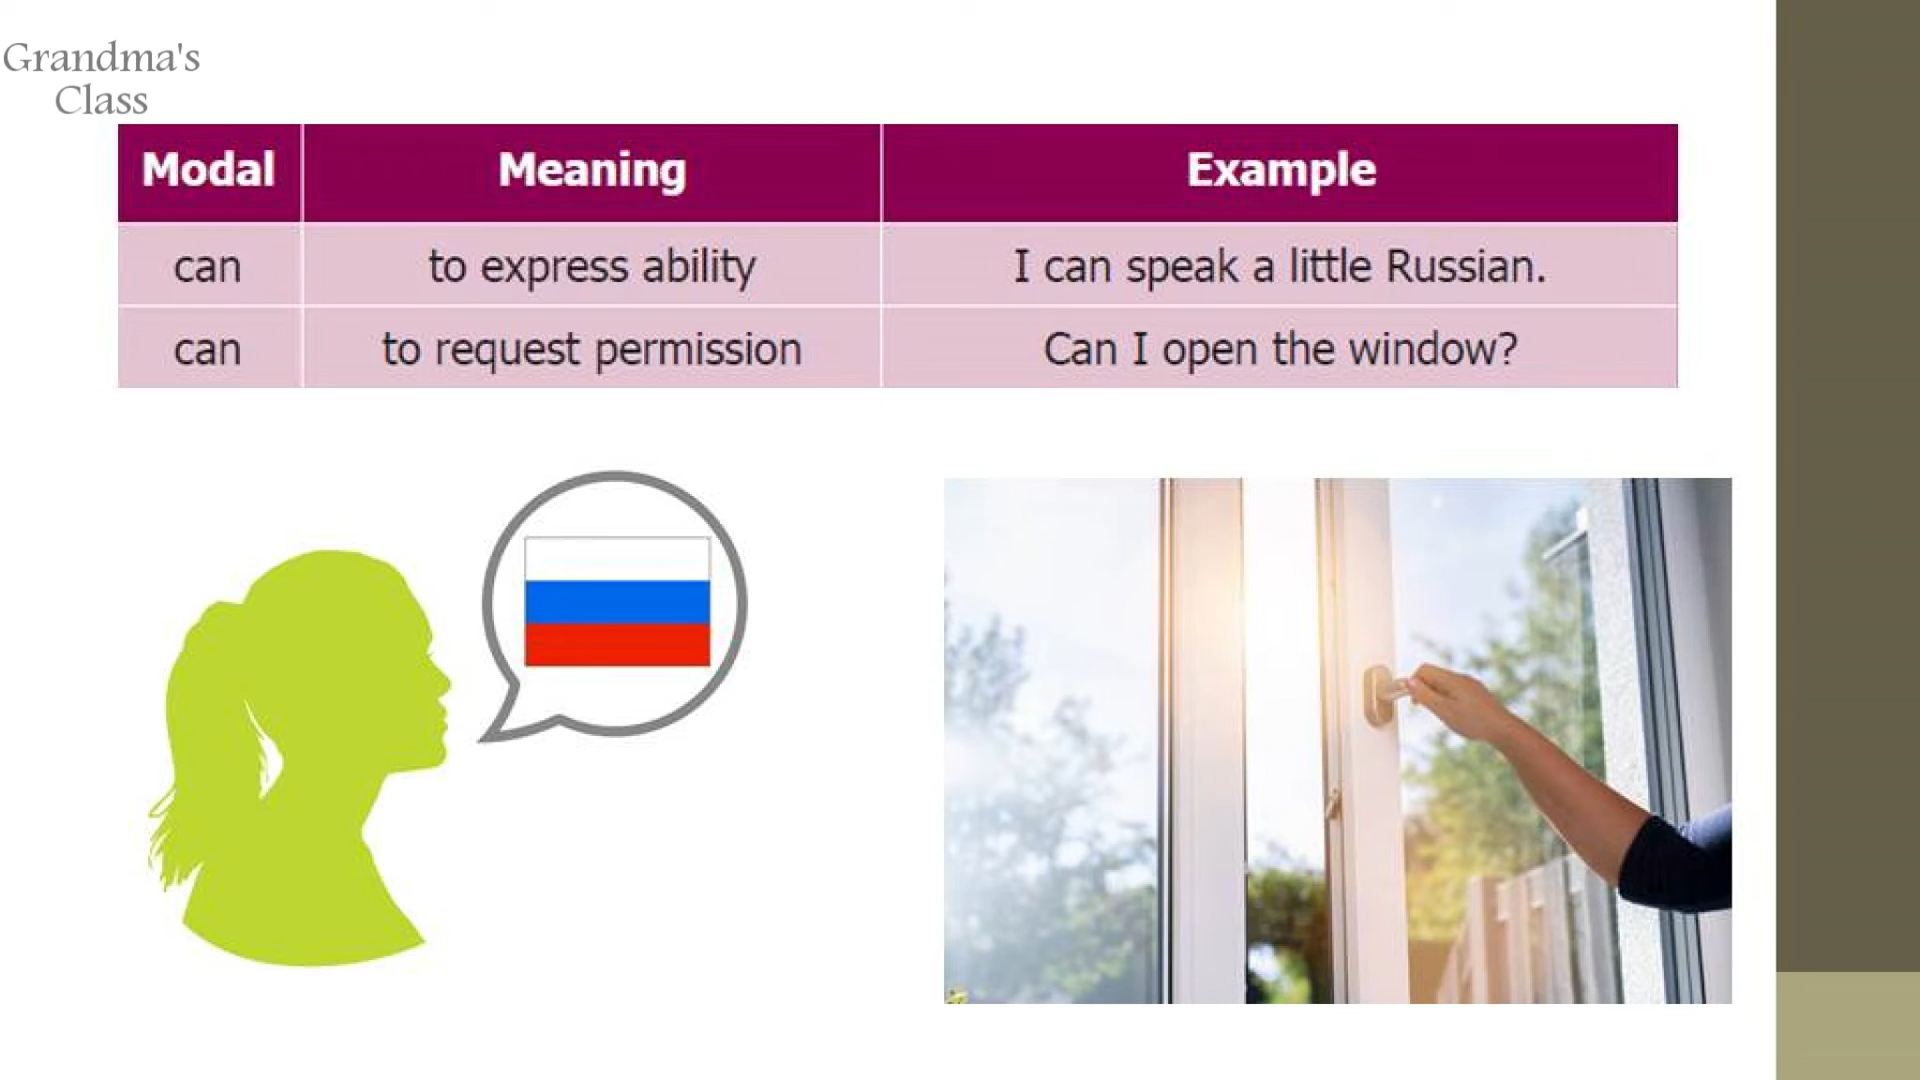 Grandma's
Class
Modal Meaning Example
can to express ability I can speak a little Russian.
can to request permission Can I open the window?